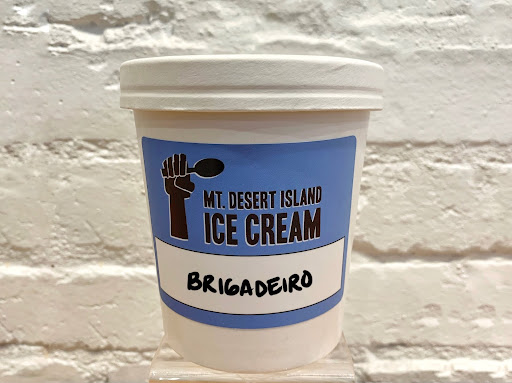 MT. DESERT ISLAND
ICE CREAM
BRIGADEIRO